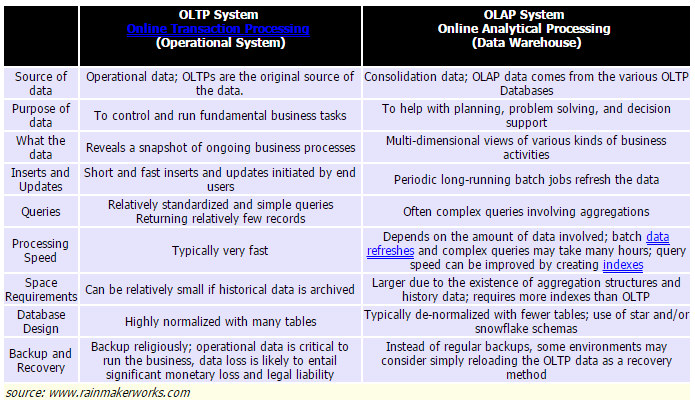 OLTP System
Online Transaction Processing
(Operational System)
OLAP System
Online Analytical Processing
(Data Warehouse)
Source of
data
Operational data; OLTPs are the original source of
the data.
Consolidation data; OLAP data comes from the various OLTP
Databases
Purpose of
data
To control and run fundamental business tasks
To help with planning, problem solving, and decision
support
What the
data
Reveals a snapshot of ongoing business processes
Multi-dimensional views of various kinds of business
activities
Inserts and
Updates
Short and fast inserts and updates initiated by end
users
Periodic long-running batch jobs refresh the data
Queries
Relatively standardized and simple queries
Returning relatively few records
Often complex queries involving aggregations
Processing
Speed
Typically very fast
Depends on the amount of data involved; batch data
refreshes and complex queries may take many hours; query
speed can be improved by creating indexes
Space
Requirements
Can be relatively small if historical data is archived
Larger due to the existence of aggregation structures and
history data; requires more indexes than OLTP
Database
Design
Highly normalized with many tables
Typically de-normalized with fewer tables; use of star and/or
snowflake schemas
Backup and
Recovery
Backup religiously; operational data is critical to
run the business, data loss is likely to entail
significant monetary loss and legal liability
Instead of regular backups, some environments may
consider simply reloading the OLTP data as a recovery
method
source: www.rainmakerworks.com